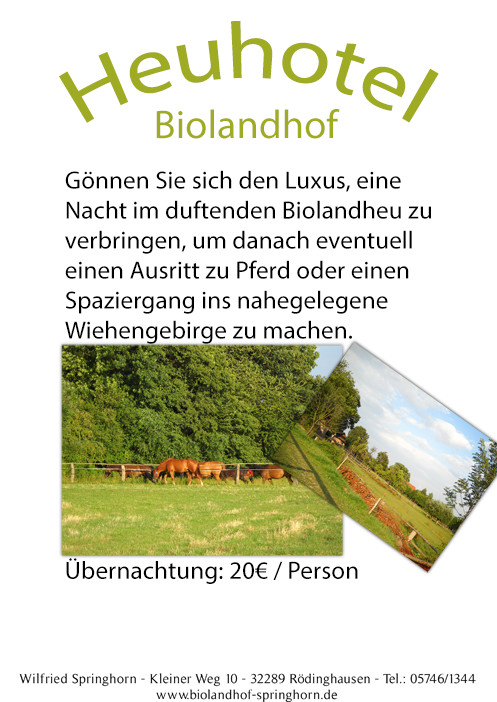 Heuhotel
Biolandhof
Gönnen Sie sich den Luxus, eine
Nacht im duftenden Biolandheu zu
verbringen, um danach eventuell
einen Ausritt zu Pferd oder einen
Spaziergang ins nahegelegene
Wiehengebirge zu machen.
Übernachtung: 20€ / Person
Wilfried Springhorn - Kleiner Weg 10 - 32289 Rödinghausen - Tel.: 05746/1344
www.biolandhof-springhorn.de